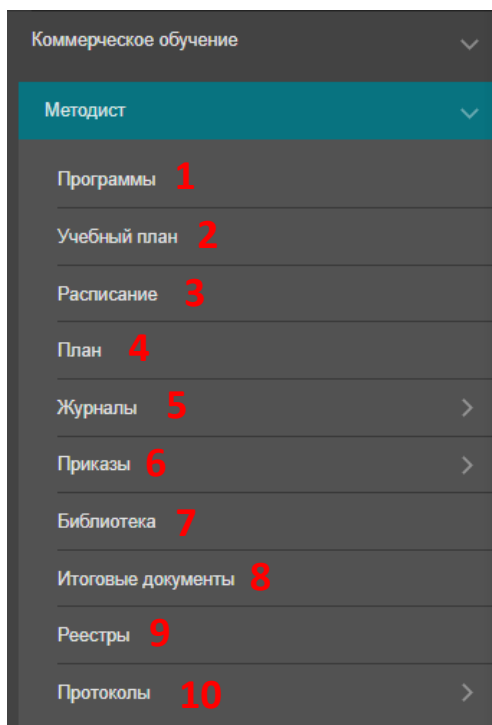 Коммерческое обучение
Методист
Программы 1
Учебный план 2
Расписание 3
План 4
Журналы 5
Приказы 6
Библиотека 7
Итоговые документы 8
Реестры 9
Протоколы 10